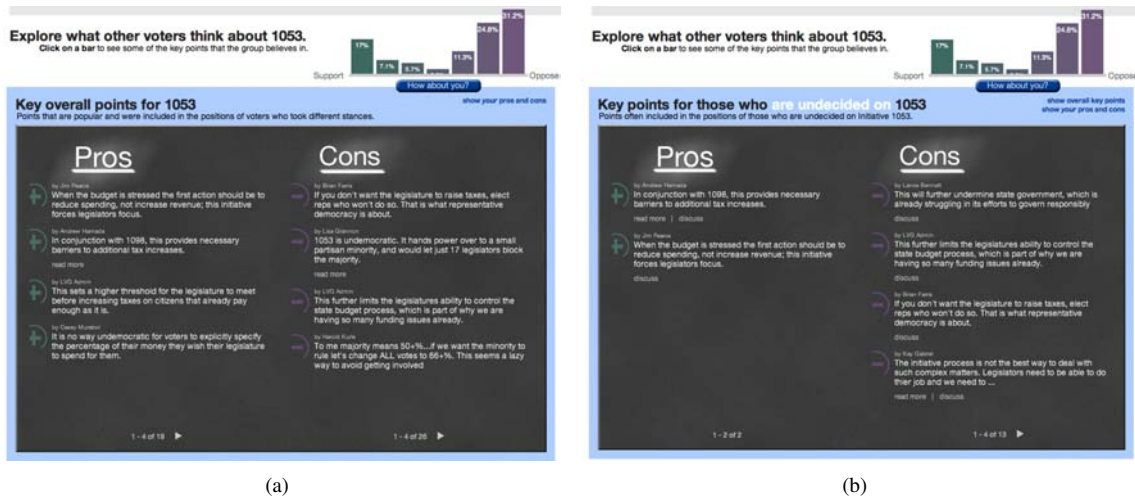 Explore what other voters think about 1053.
Click on a bar to see some of the key points that the group believes in.
17%
7.1%
5.7%
11.3%
24.8%
31.2%
Support
Oppose
How about you?
Key overall points for 1053
show your pros and cons
Points that are popular and were included in the positions of voters who took different stances.
Pros
by Jim Pearce
When the budget is stressed the first action should be to
reduce spending, not increase revenue; this initiative
forces legislators focus.
by Andrew Hamada
In conjunction with 1098, this provides necessary
barriers to additional tax increases.
read more
by LVG Admin
This sets a higher threshold for the legislature to meet
before increasing taxes on citizens that already pay
enough as it is.
by Casey
It is no way undemocratic for voters to explicitly specify
the percentage of their money they wish their legislature
to spend for them.
1 - 4 of 18
Cons
by Brian
If you don't want the legislature to raise taxes, elect
reps who won't do so. That is what representative
democracy is about.
by Lisa
1053 is undemocratic. It hands power over to a small
partisan minority, and would let just 17 legislators block
the majority.
read more
by LVG Admin
This further limits the legislatures ability to control the
state budget process, which is part of why we are
having so many funding issues already.
by Harold
To me majority means 50+%...if we want the minority to
rule let's change ALL votes to 66+%. This seems a lazy
way to avoid getting involved
1 - 4 of 26
(a)
Explore what other voters think about 1053.
Click on a bar to see some of the key points that the group believes in.
17%
7.1%
5.7%
11.3%
24.8%
31.2%
Support
Oppose
How about you?
Key points for those who are undecided on 1053
show overall key points
show your pros and cons
Points often included in the positions of those who are undecided on Initiative 1053.
Pros
by Andrew Hamada
In conjunction with 1098, this provides necessary
barriers to additional tax increases.
read more | discuss
by Jim Pearce
When the budget is stressed the first action should be to
reduce spending, not increase revenue; this initiative
forces legislators focus.
discuss
1 - 2 of 2
Cons
by Lance Bennett
This will further undermine state government, which is
already struggling in its efforts to govern responsibly
discuss
by LVG Admin
This further limits the legislatures ability to control the
state budget process, which is part of why we are
having so many funding issues already.
discuss
by Brian
If you don't want the legislature to raise taxes, elect
reps who won't do so. That is what representative
democracy is about.
discuss
by Kay Gabriel
The initiative process is not the best way to deal with
such complex matters. Legislators need to be able to do
thier job and we need to ...
read more | discuss
1 - 4 of 13
(b)